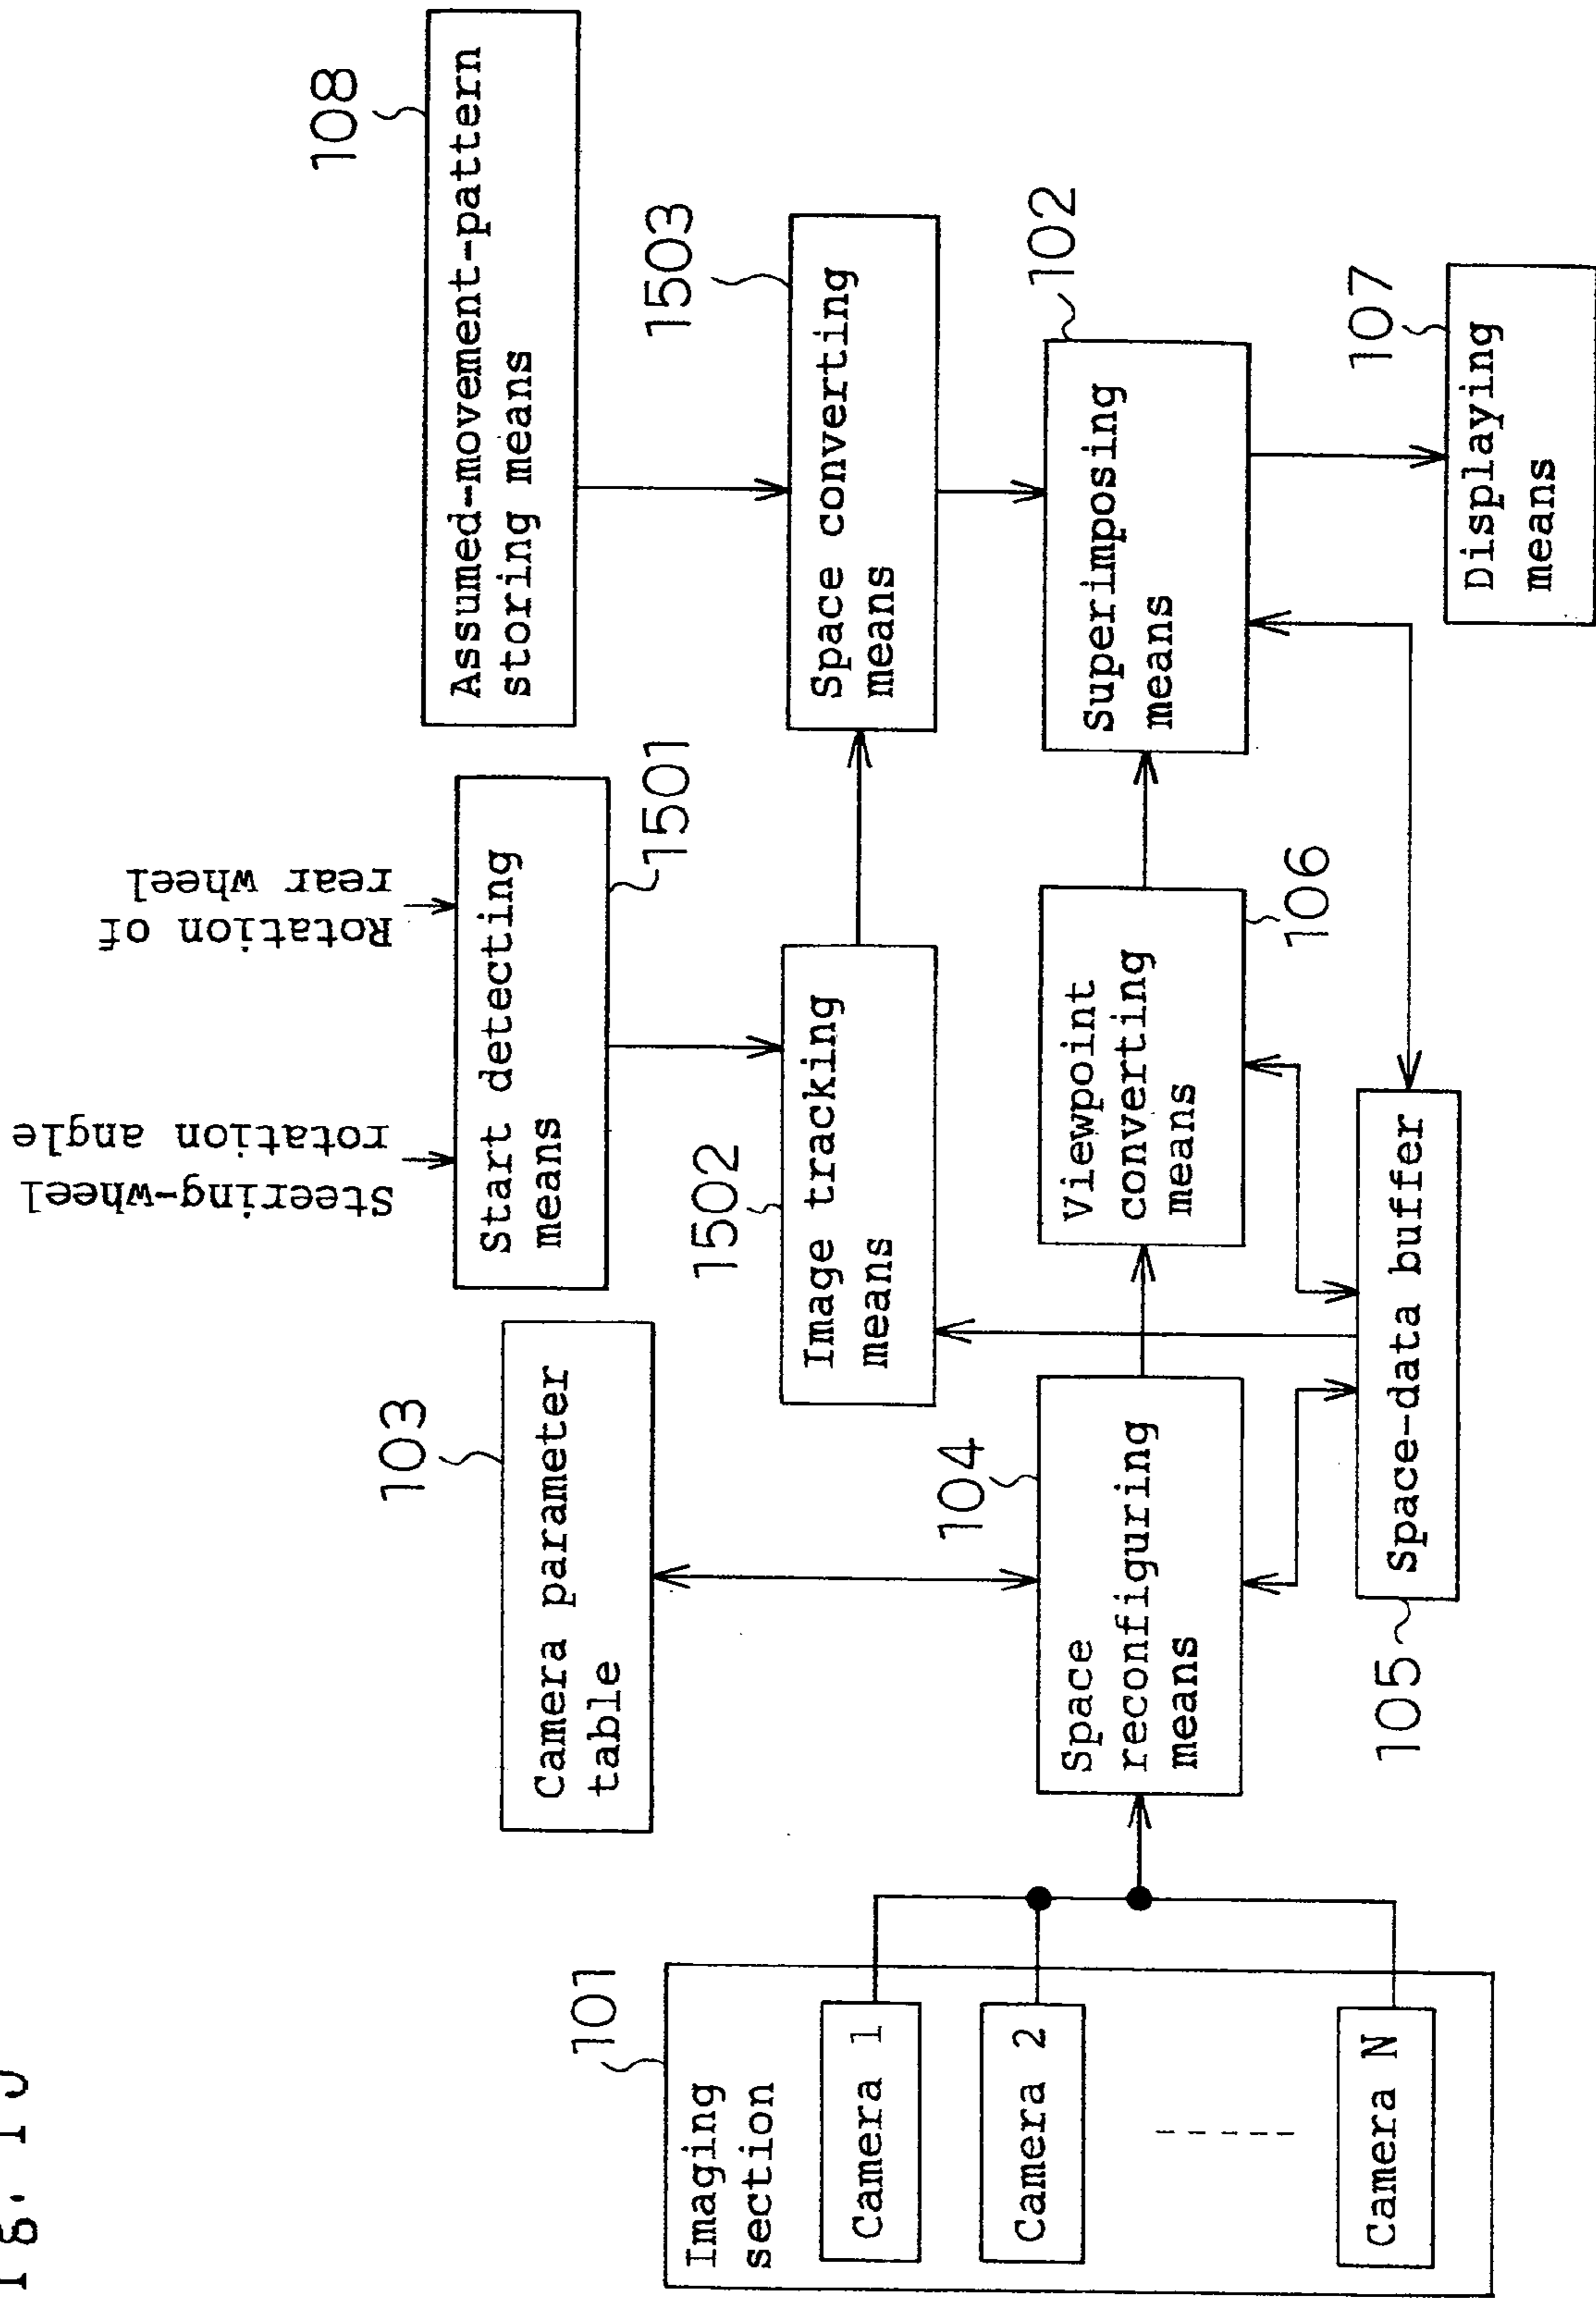 Steering-wheel
rotation angle
Rotation of
rear wheel
108
Assumed-movement-pattern
storing means
103
Camera parameter
table
Start detecting
means
1501
101
Imaging
section
Camera 1
Camera 2
Camera N
1502
Image tracking
means
1503
Space converting
means
104
Space
reconfiguring
means
Viewpoint
converting
means
106
102
Superimposing
means
105
Space-data buffer
107
Displaying
means